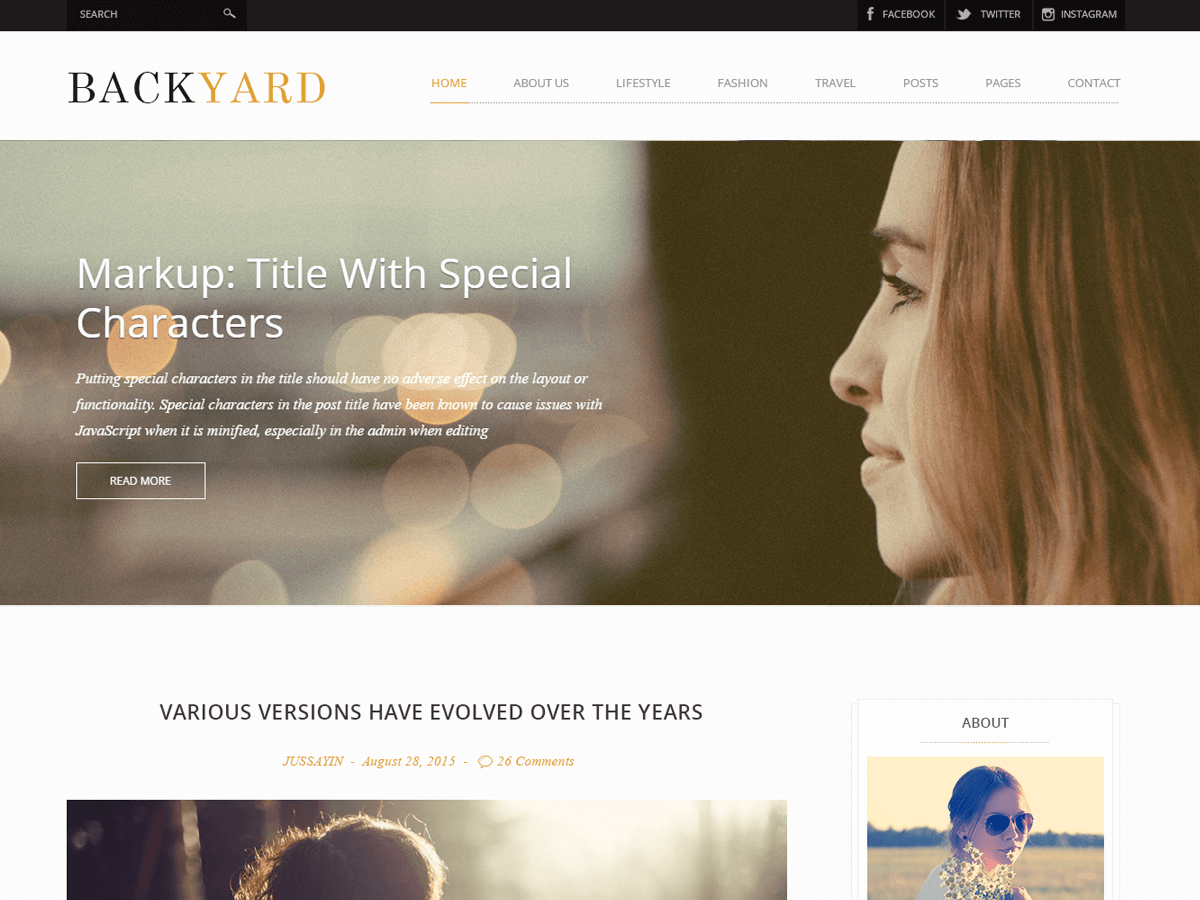 SEARCH
FACEBOOK TWITTER INSTAGRAM
BACKYARD
HOME ABOUT US LIFESTYLE FASHION TRAVEL POSTS PAGES CONTACT
Markup: Title With Special
Characters
Putting special characters in the title should have no adverse effect on the layout or
functionality. Special characters in the post title have been known to cause issues with
JavaScript when it is minified, especially in the admin when editing
READ MORE
VARIOUS VERSIONS HAVE EVOLVED OVER THE YEARS
JUSSAYIN - August 28, 2015 - 26 Comments
ABOUT